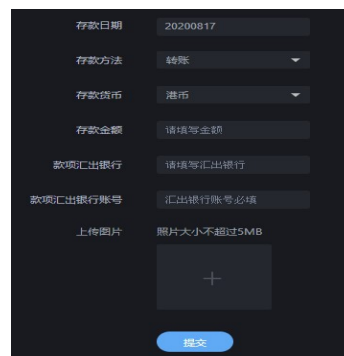 存款日期 20200817
存款方法 转账
存款货币 港币
存款金额 请填写金额
款项汇出银行 请填写汇出银行
款项汇出银行账号 汇出银行账号必填
上传图片 照片大小不超过5MB
提交